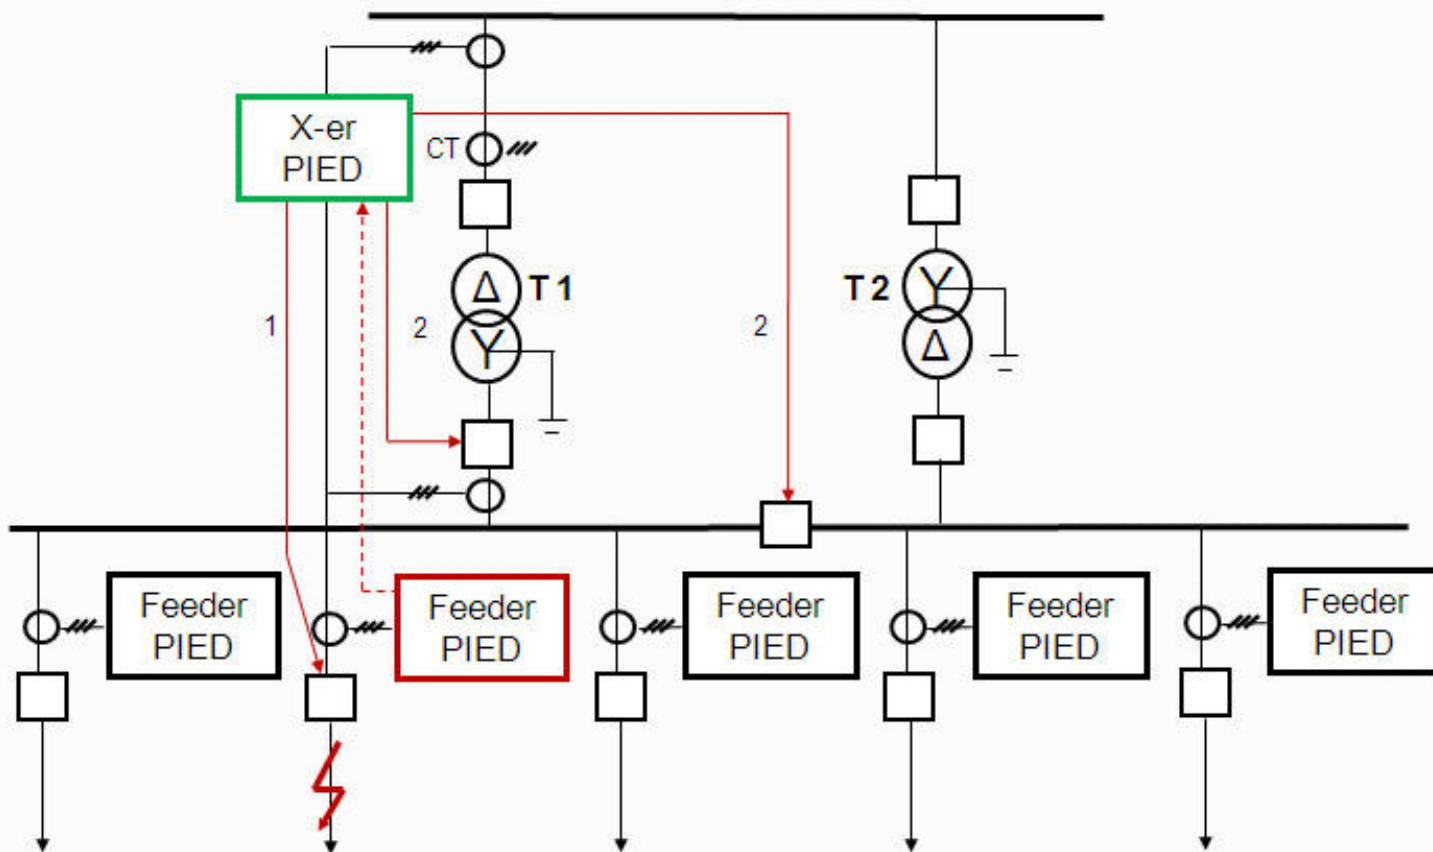 X-er
PIED
CT
Δ
T 1
Y
T 2
Y
Δ
1
2
2
Feeder
PIED
Feeder
PIED
Feeder
PIED
Feeder
PIED
Feeder
PIED